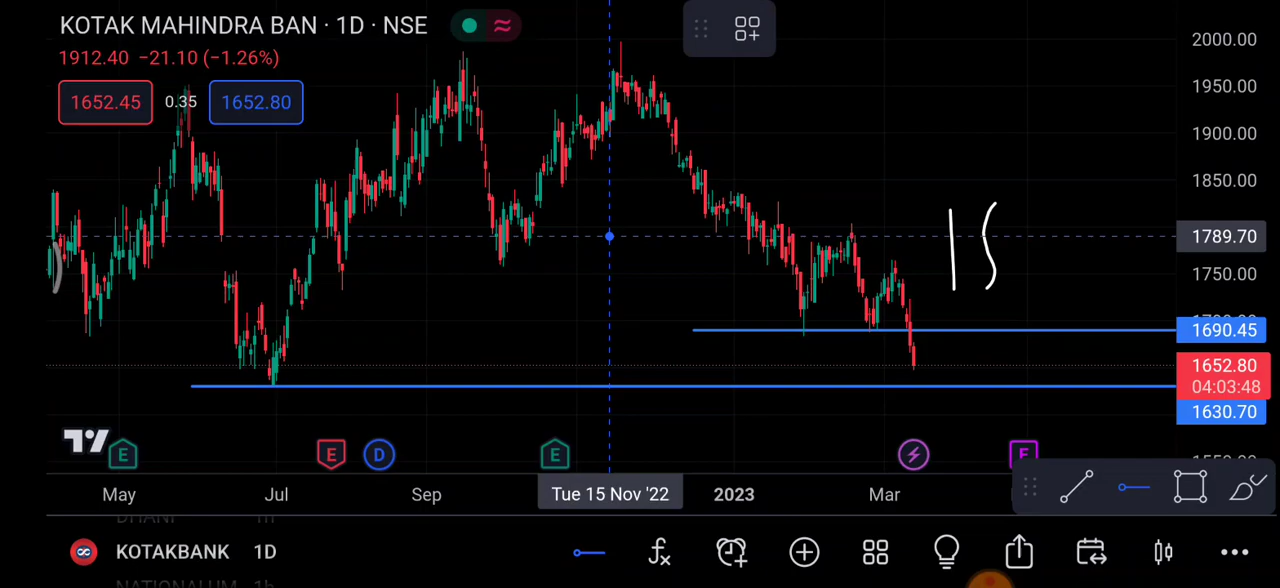 KOTAK MAHINDRA BAN · 1D · NSE
1912.40 −21.10 (−1.26%)
1652.45 0.35 1652.80
2000.00
1950.00
1900.00
1850.00
1789.70
1750.00
1690.45
1652.80
04:03:48
1630.70
E E D E E
May Jul Sep Tue 15 Nov '22 2023 Mar
KOTAKBANK 1D
NATIONALUM 1h